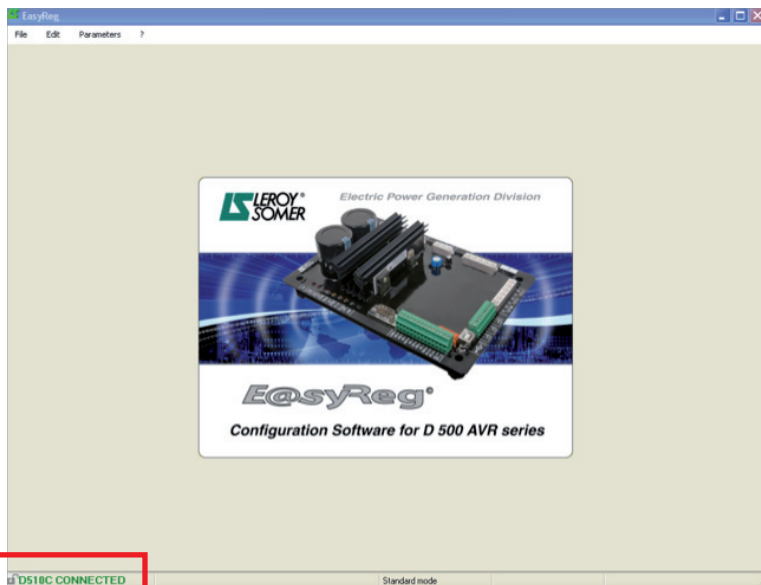 EasyReg
File Edit Parameters ?
LEROY®
SOMER
Electric Power Generation Division
E@syReg®
Configuration Software for D 500 AVR series
D510C CONNECTED Standard mode